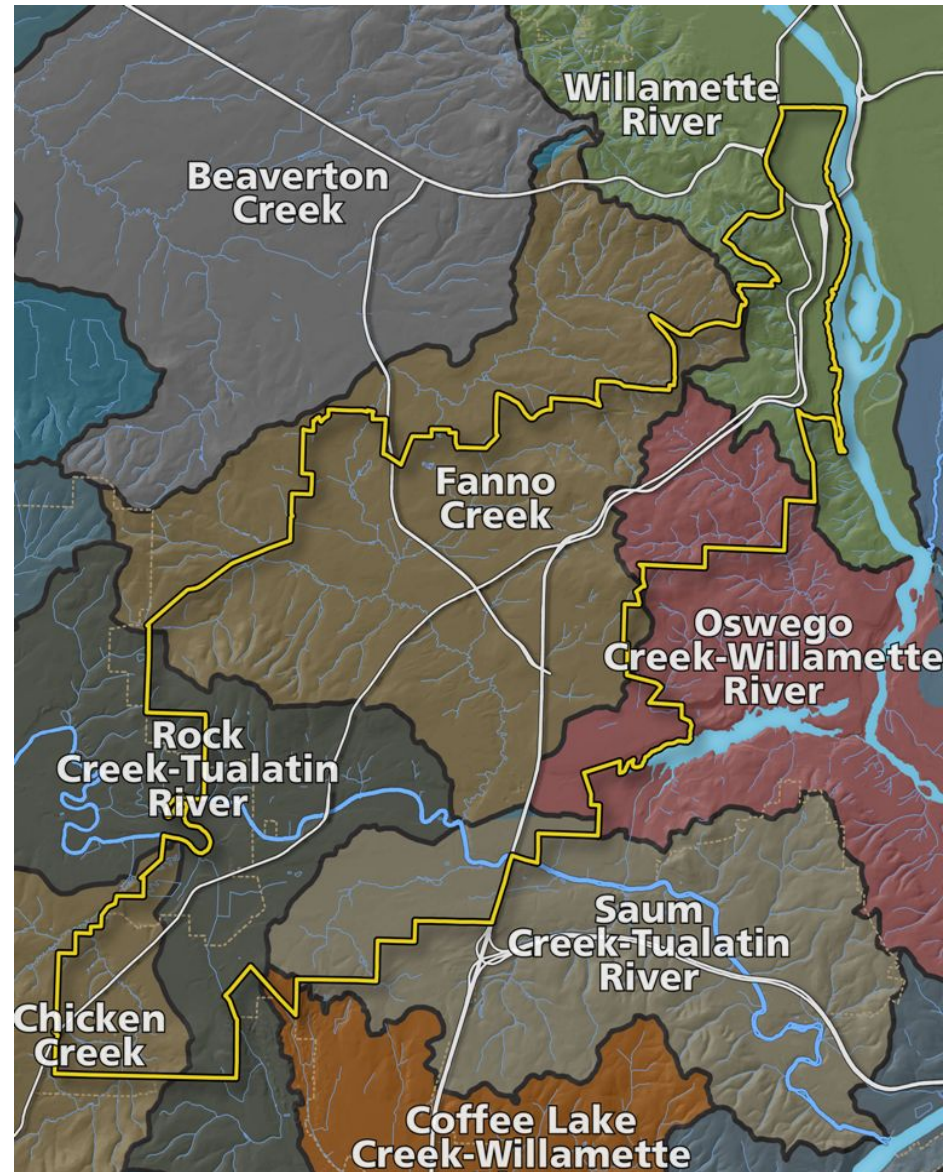 Willamette
River
Beaverton
Creek
Fanno
Creek
Oswego
Creek-Willamette
River
Rock
Creek-Tualatin
River
Saum
Creek-Tualatin
River
Chicken
Creek
Coffee Lake
Creek-Willamette